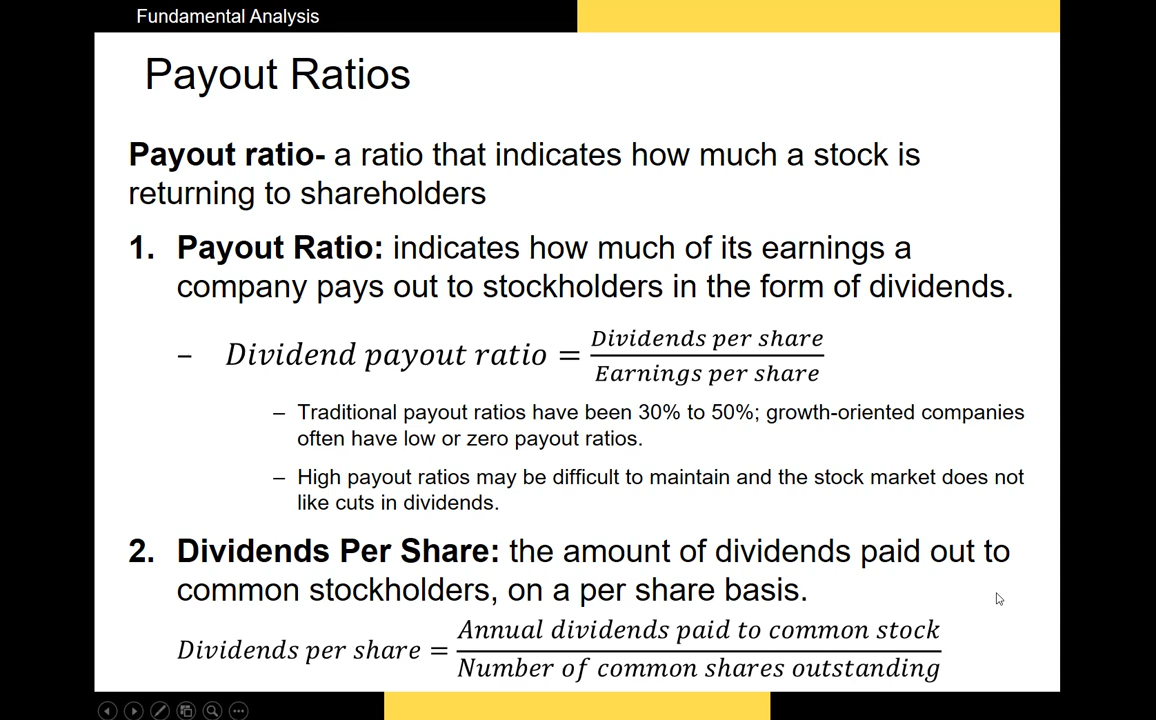 Fundamental Analysis
Payout Ratios
Payout ratio- a ratio that indicates how much a stock is
returning to shareholders
1. Payout Ratio: indicates how much of its earnings a
company pays out to stockholders in the form of dividends.
– Dividend payout ratio = Dividends per share / Earnings per share
– Traditional payout ratios have been 30% to 50%; growth-oriented companies
often have low or zero payout ratios.
– High payout ratios may be difficult to maintain and the stock market does not
like cuts in dividends.
2. Dividends Per Share: the amount of dividends paid out to
common stockholders, on a per share basis.
Dividends per share = Annual dividends paid to common stock / Number of common shares outstanding